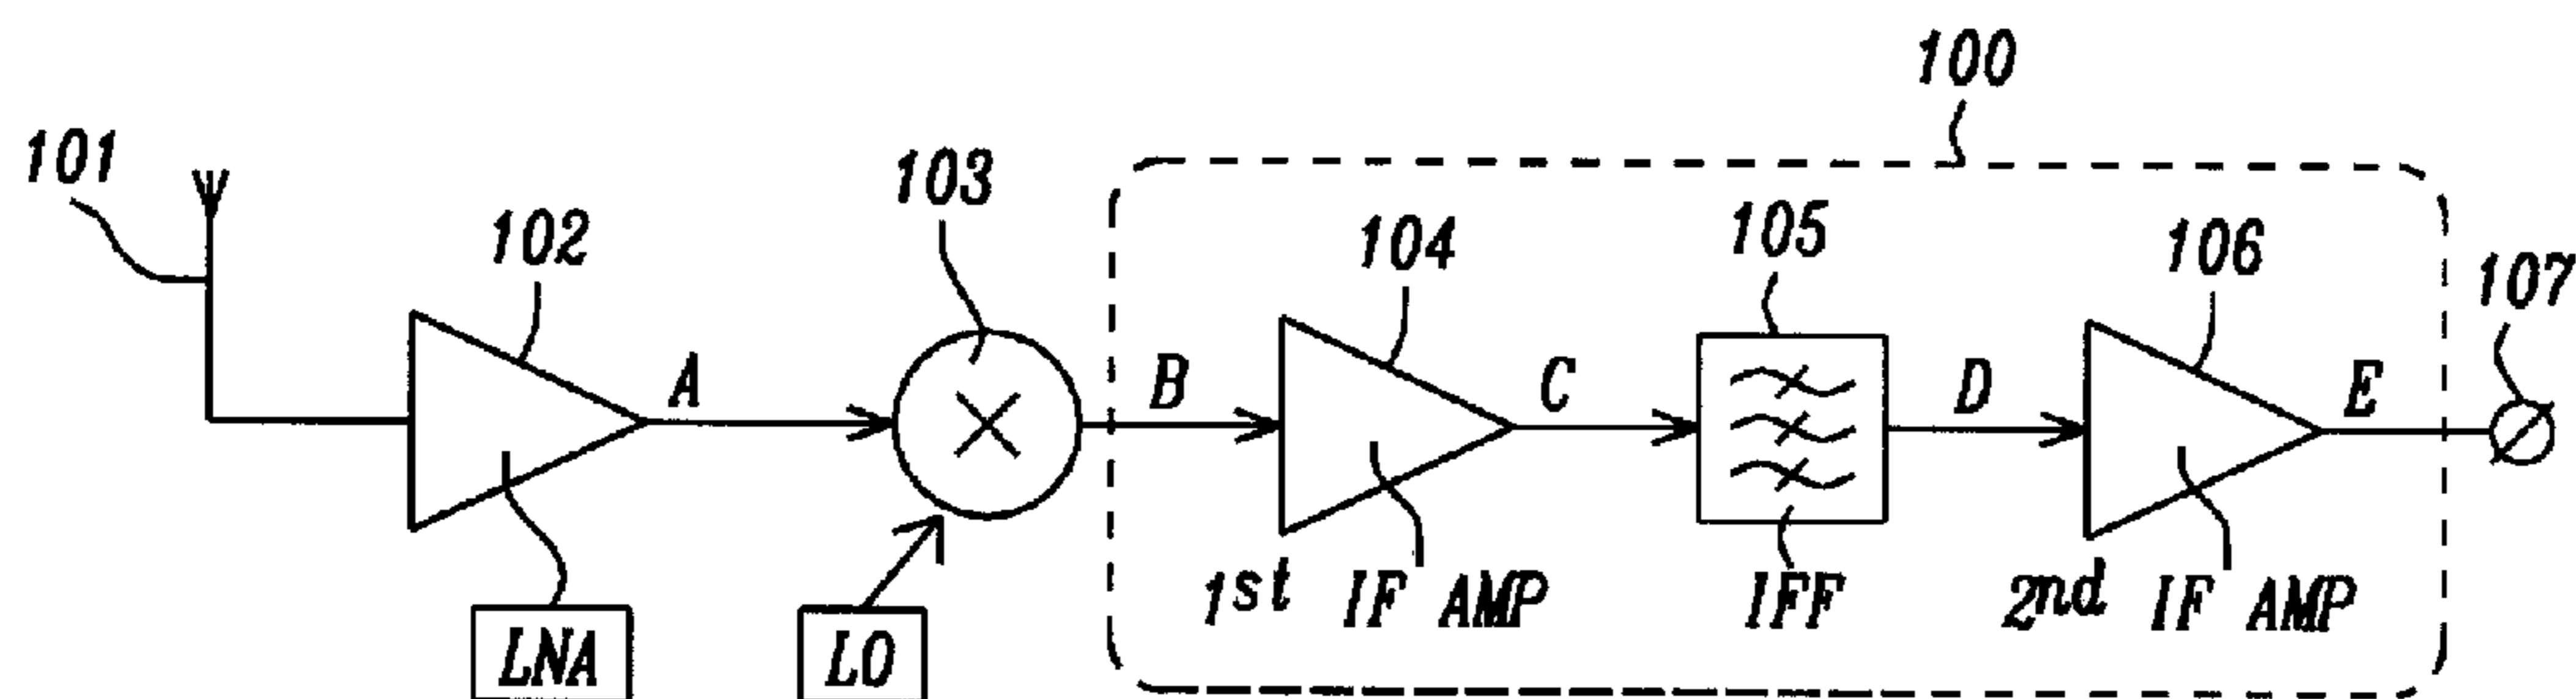 100
101
103
102
104
105
106
107
A
B
C
D
E
1st IF AMP
IFF
2nd IF AMP
LNA
LO